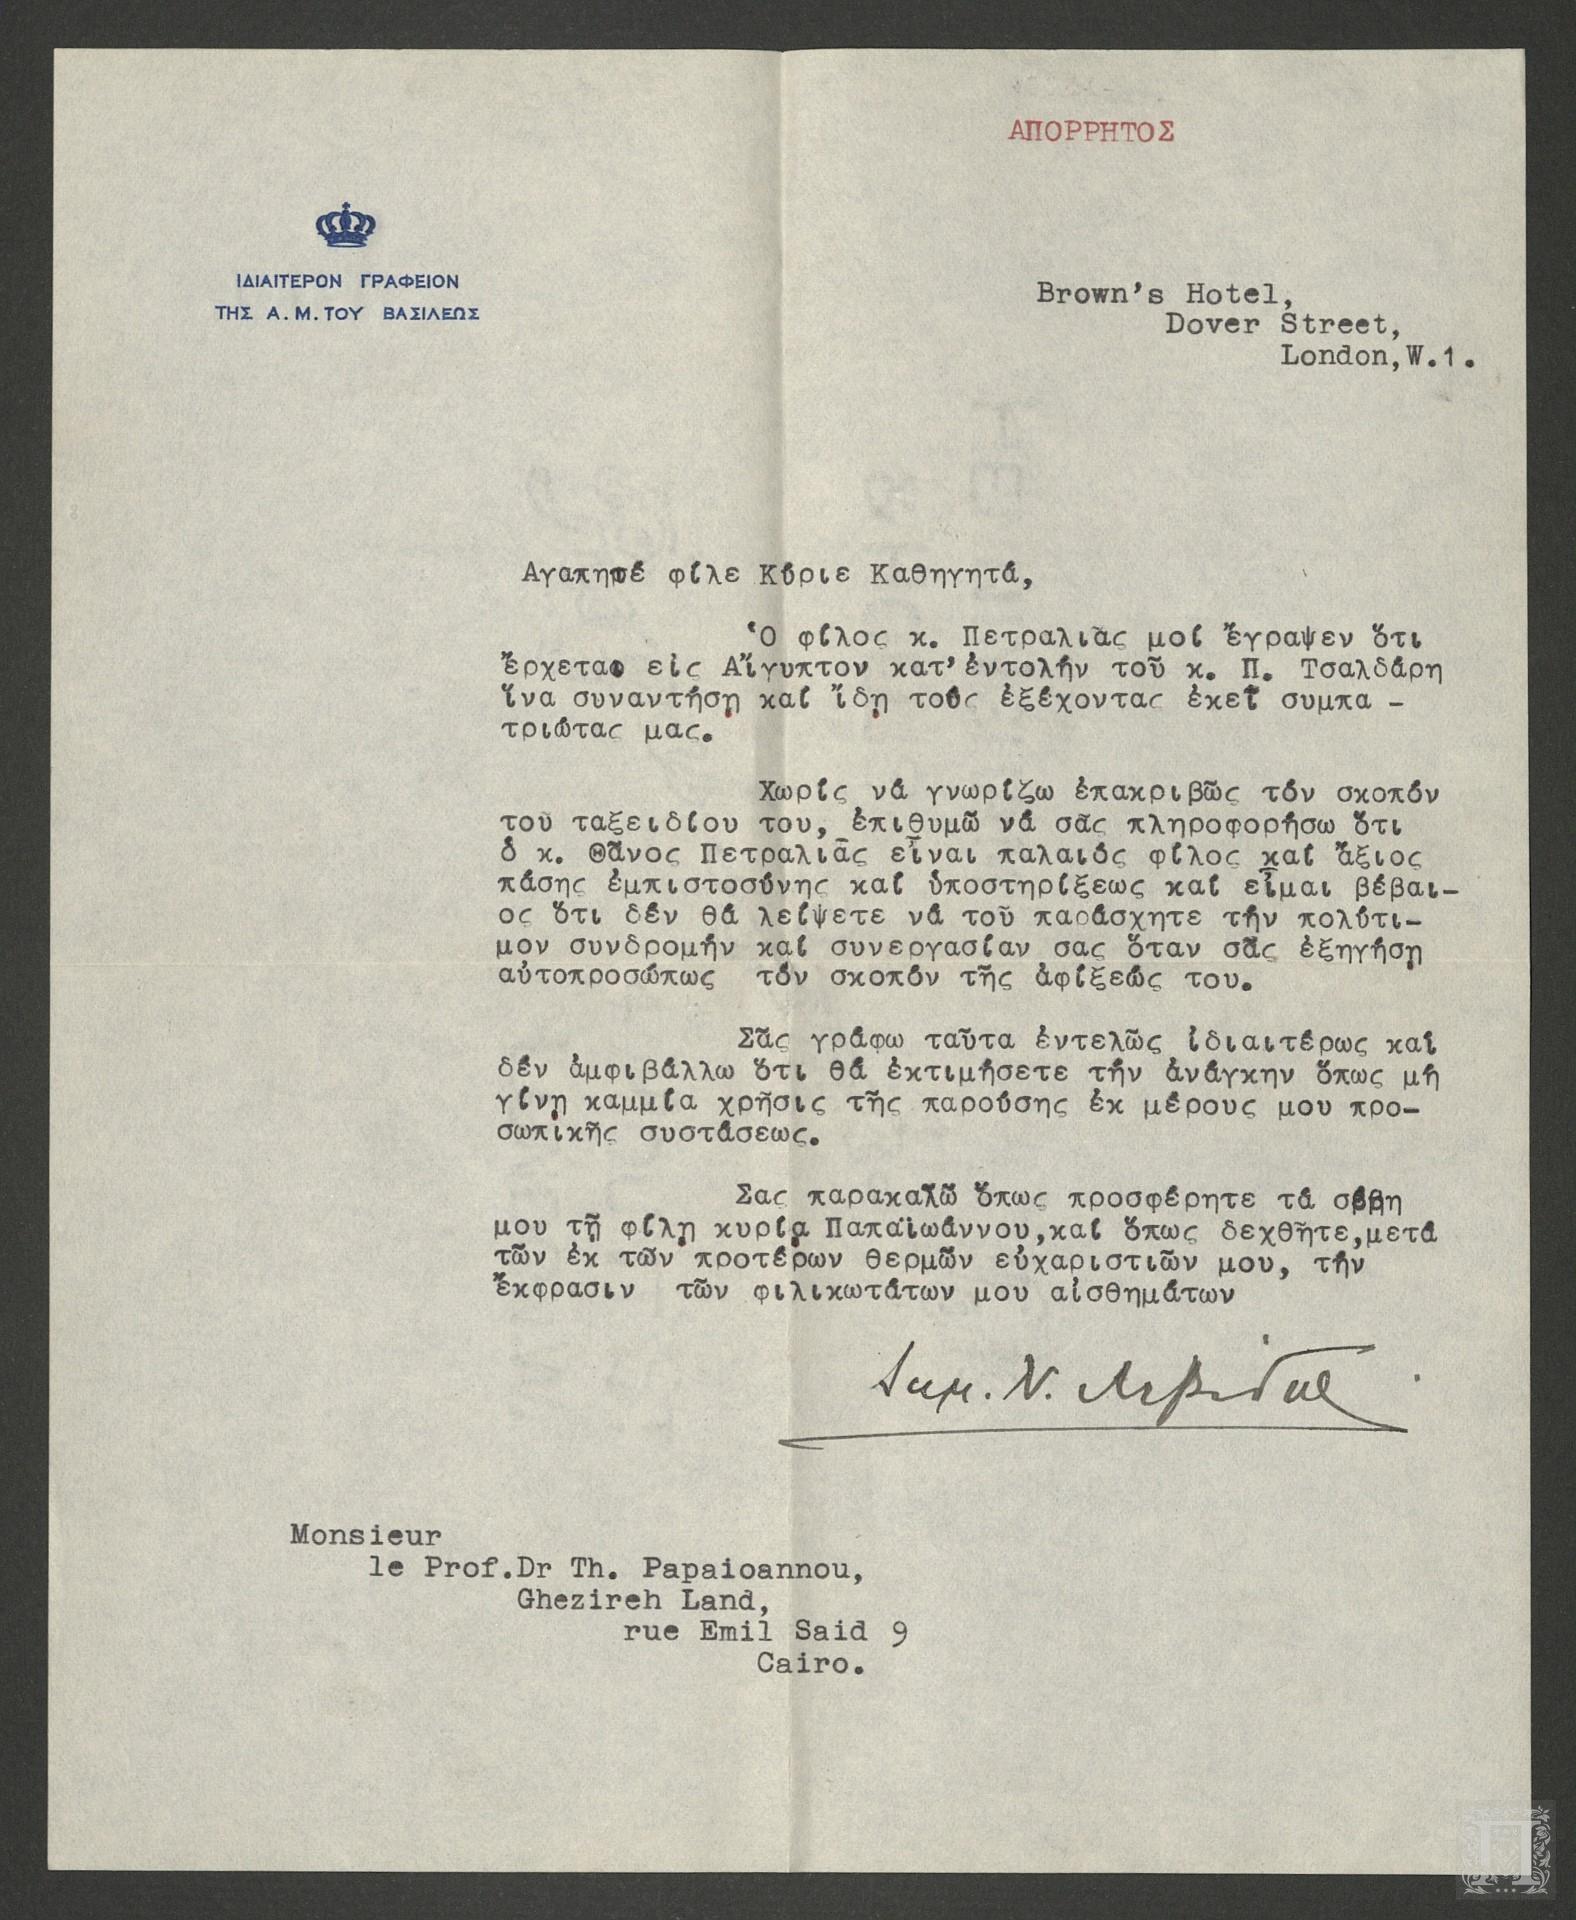 ΑΠΟΡΡΗΤΟΣ
ΙΔΙΑΙΤΕΡΟΝ ΓΡΑΦΕΙΟΝ
ΤΗΣ Α.Μ. ΤΟΥ ΒΑΣΙΛΕΩΣ
Brown's Hotel,
Dover Street,
London,W.1.
Αγαπητέ φίλε Κύριε Καθηγητά,
Ὁ φίλος κ. Πετραλιᾶς μοί ἔγραψεν ὅτι
ἔρχεται εἰς Αἴγυπτον κατ' ἐντολήν τοῦ κ. Π. Τσαλδάρη
ἵνα συναντήσῃ καί ἴδῃ τούς ἐξέχοντας ἐκεῖ συμπα -
τριώτας μας.
Χωρίς νά γνωρίζω ἐπακριβῶς τόν σκοπόν
τοῦ ταξειδίου του, ἐπιθυμῶ νά σᾶς πληροφορήσω ὅτι
ὁ κ. Θᾶνος Πετραλιᾶς εἶναι παλαιός φίλος καί ἄξιος
πάσης ἐμπιστοσύνης καί ὑποστηρίξεως καί εἶμαι βέβαι-
ος ὅτι δέν θά λείψετε νά τοῦ παράσχητε τήν πολύτι-
μον συνδρομήν καί συνεργασίαν σας ὅταν σᾶς ἐξηγήσῃ
αὐτοπροσώπως τόν σκοπόν τῆς ἀφίξεώς του.
Σᾶς γράφω ταῦτα ἐντελῶς ἰδιαιτέρως καί
δέν ἀμφιβάλλω ὅτι θά ἐκτιμήσετε τήν ἀνάγκην ὅπως μή
γίνῃ καμμία χρῆσις τῆς παρούσης ἐκ μέρους μου προ-
σωπικῆς συστάσεως.
Σας παρακαλῶ ὅπως προσφέρητε τά σέβη
μου τῇ φίλῃ κυρίᾳ Παπαϊωάννου,καί ὅπως δεχθῆτε,μετά
τῶν ἐκ τῶν προτέρων θερμῶν εὐχαριστιῶν μου, τήν
ἔκφρασιν τῶν φιλικωτάτων μου αἰσθημάτων
Δημ. Ν. Λεβίδης
Monsieur
le Prof.Dr Th. Papaioannou,
Ghezireh Land,
rue Emil Said 9
Cairo.
Π